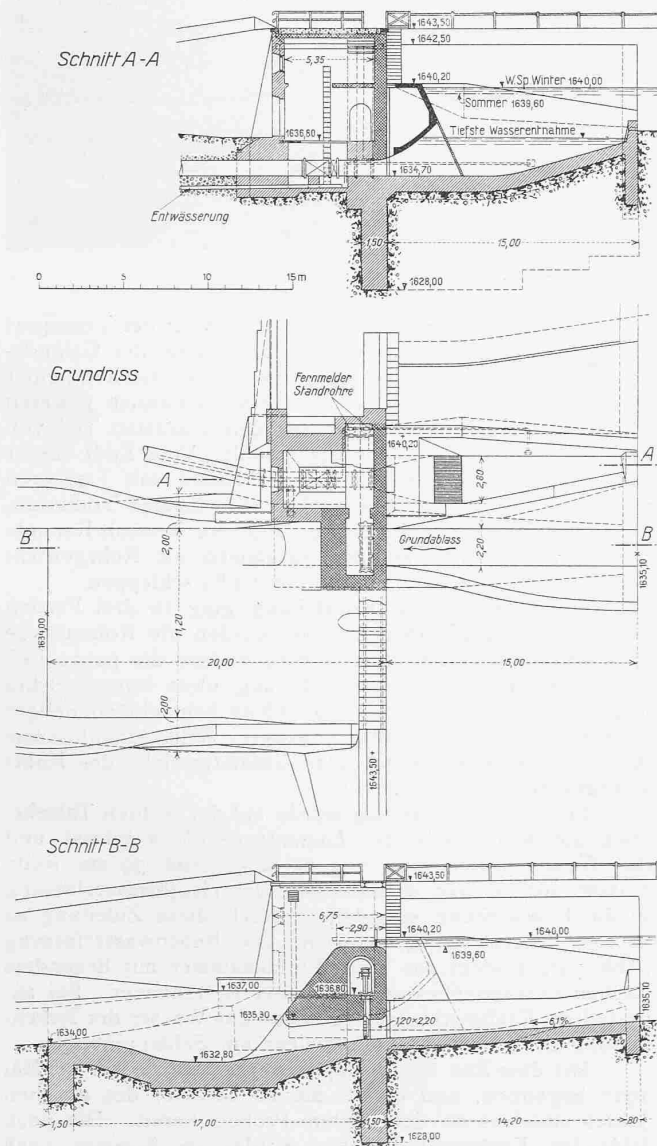 Schnitt A-A
1643,50
1642,50
5,35
1640,20
W.Sp. Winter 1640,00
Sommer 1639,60
Tiefste Wasserentnahme
1636,80
1634,70
Entwässerung
1,50
15,00
1628,00
0 5 10 15 m
Grundriss
Fernmelder
Standrohre
1640,20
A
A
2,80
B
B
2,00
Grundablass
2,20
1635,10
1634,00
11,20
20,00
15,00
2,00
1643,50 +
Schnitt B-B
1643,50
6,75
2,90
1640,20
1640,00
1639,60
1637,00
1636,80
1635,10
1634,00
1,20×2,20
6,1%
1632,80
1,50
17,00
1,50
14,20
,80
1628,00